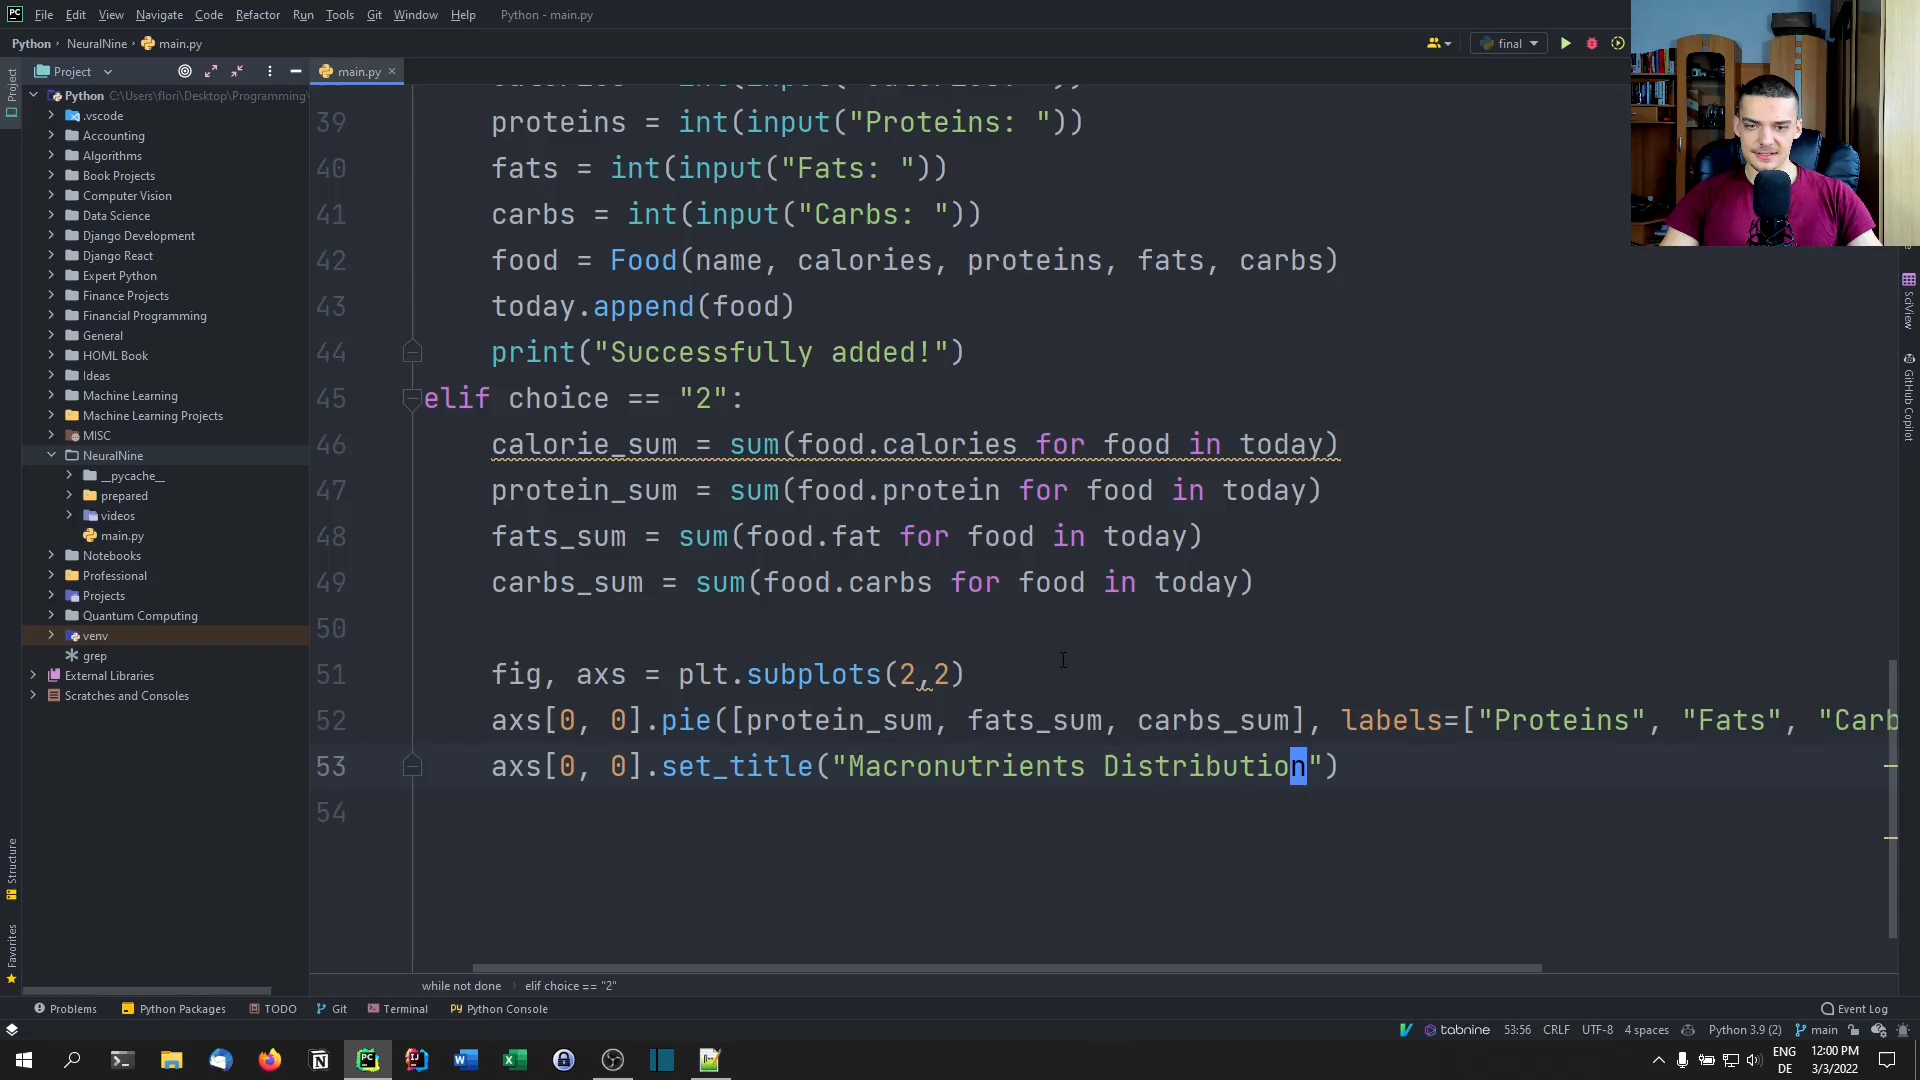 PC File Edit View Navigate Code Refactor Run Tools Git Window Help Python - main.py
Python NeuralNine main.py
final
Project
main.py
Project
Python C:\Users\flori\Desktop\Programming\
.vscode
Accounting
Algorithms
Book Projects
Computer Vision
Data Science
Django Development
Django React
Expert Python
Finance Projects
Financial Programming
General
HOML Book
Ideas
Machine Learning
Machine Learning Projects
MISC
NeuralNine
__pycache__
prepared
videos
main.py
Notebooks
Professional
Projects
Quantum Computing
venv
grep
External Libraries
Scratches and Consoles
Structure
Favorites
39 proteins = int(input("Proteins: "))
40 fats = int(input("Fats: "))
41 carbs = int(input("Carbs: "))
42 food = Food(name, calories, proteins, fats, carbs)
43 today.append(food)
44 print("Successfully added!")
45 elif choice == "2":
46 calorie_sum = sum(food.calories for food in today)
47 protein_sum = sum(food.protein for food in today)
48 fats_sum = sum(food.fat for food in today)
49 carbs_sum = sum(food.carbs for food in today)
50
51 fig, axs = plt.subplots(2,2)
52 axs[0, 0].pie([protein_sum, fats_sum, carbs_sum], labels=["Proteins", "Fats", "Carb
53 axs[0, 0].set_title("Macronutrients Distribution")
54
SciView
GitHub Copilot
while not done elif choice == "2"
Problems Python Packages TODO Git Terminal PY Python Console Event Log
tabnine 53:56 CRLF UTF-8 4 spaces Python 3.9 (2) main
ENG
DE
12:00 PM
3/3/2022